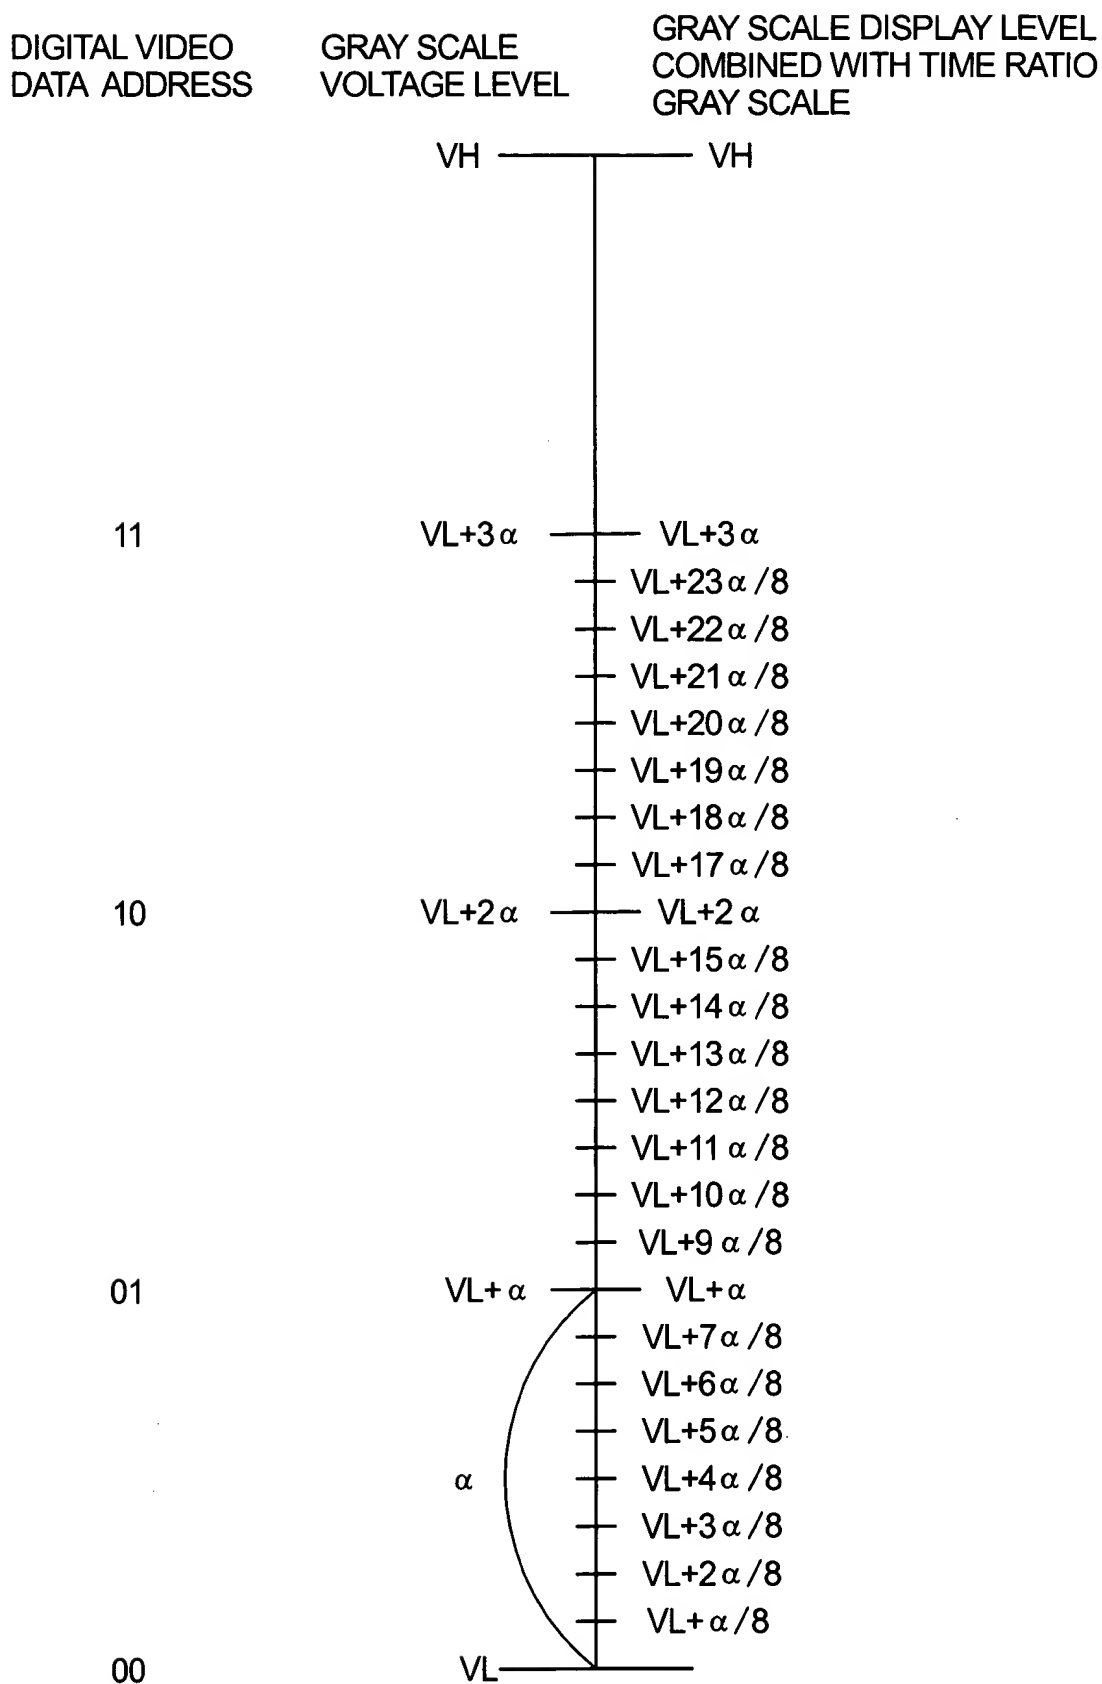 DIGITAL VIDEO
DATA ADDRESS
GRAY SCALE
VOLTAGE LEVEL
GRAY SCALE DISPLAY LEVEL
COMBINED WITH TIME RATIO
GRAY SCALE
VH VH
11 VL+3α VL+3α
VL+23α/8
VL+22α/8
VL+21α/8
VL+20α/8
VL+19α/8
VL+18α/8
VL+17α/8
10 VL+2α VL+2α
VL+15α/8
VL+14α/8
VL+13α/8
VL+12α/8
VL+11α/8
VL+10α/8
VL+9α/8
01 VL+α VL+α
VL+7α/8
VL+6α/8
VL+5α/8
α VL+4α/8
VL+3α/8
VL+2α/8
VL+α/8
00 VL